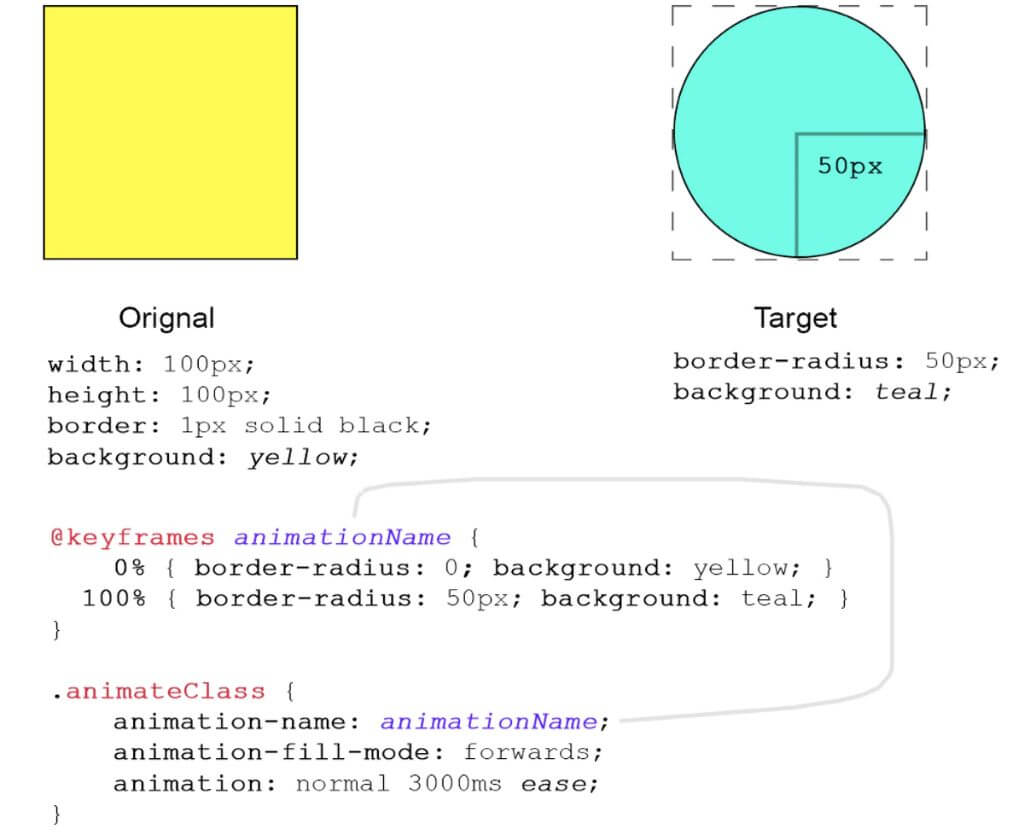 50px
Orignal
width: 100px;
height: 100px;
border: 1px solid black;
background: yellow;
Target
border-radius: 50px;
background: teal;
@keyframes animationName {
0% { border-radius: 0; background: yellow; }
100% { border-radius: 50px; background: teal; }
}
.animateClass {
animation-name: animationName;
animation-fill-mode: forwards;
animation: normal 3000ms ease;
}